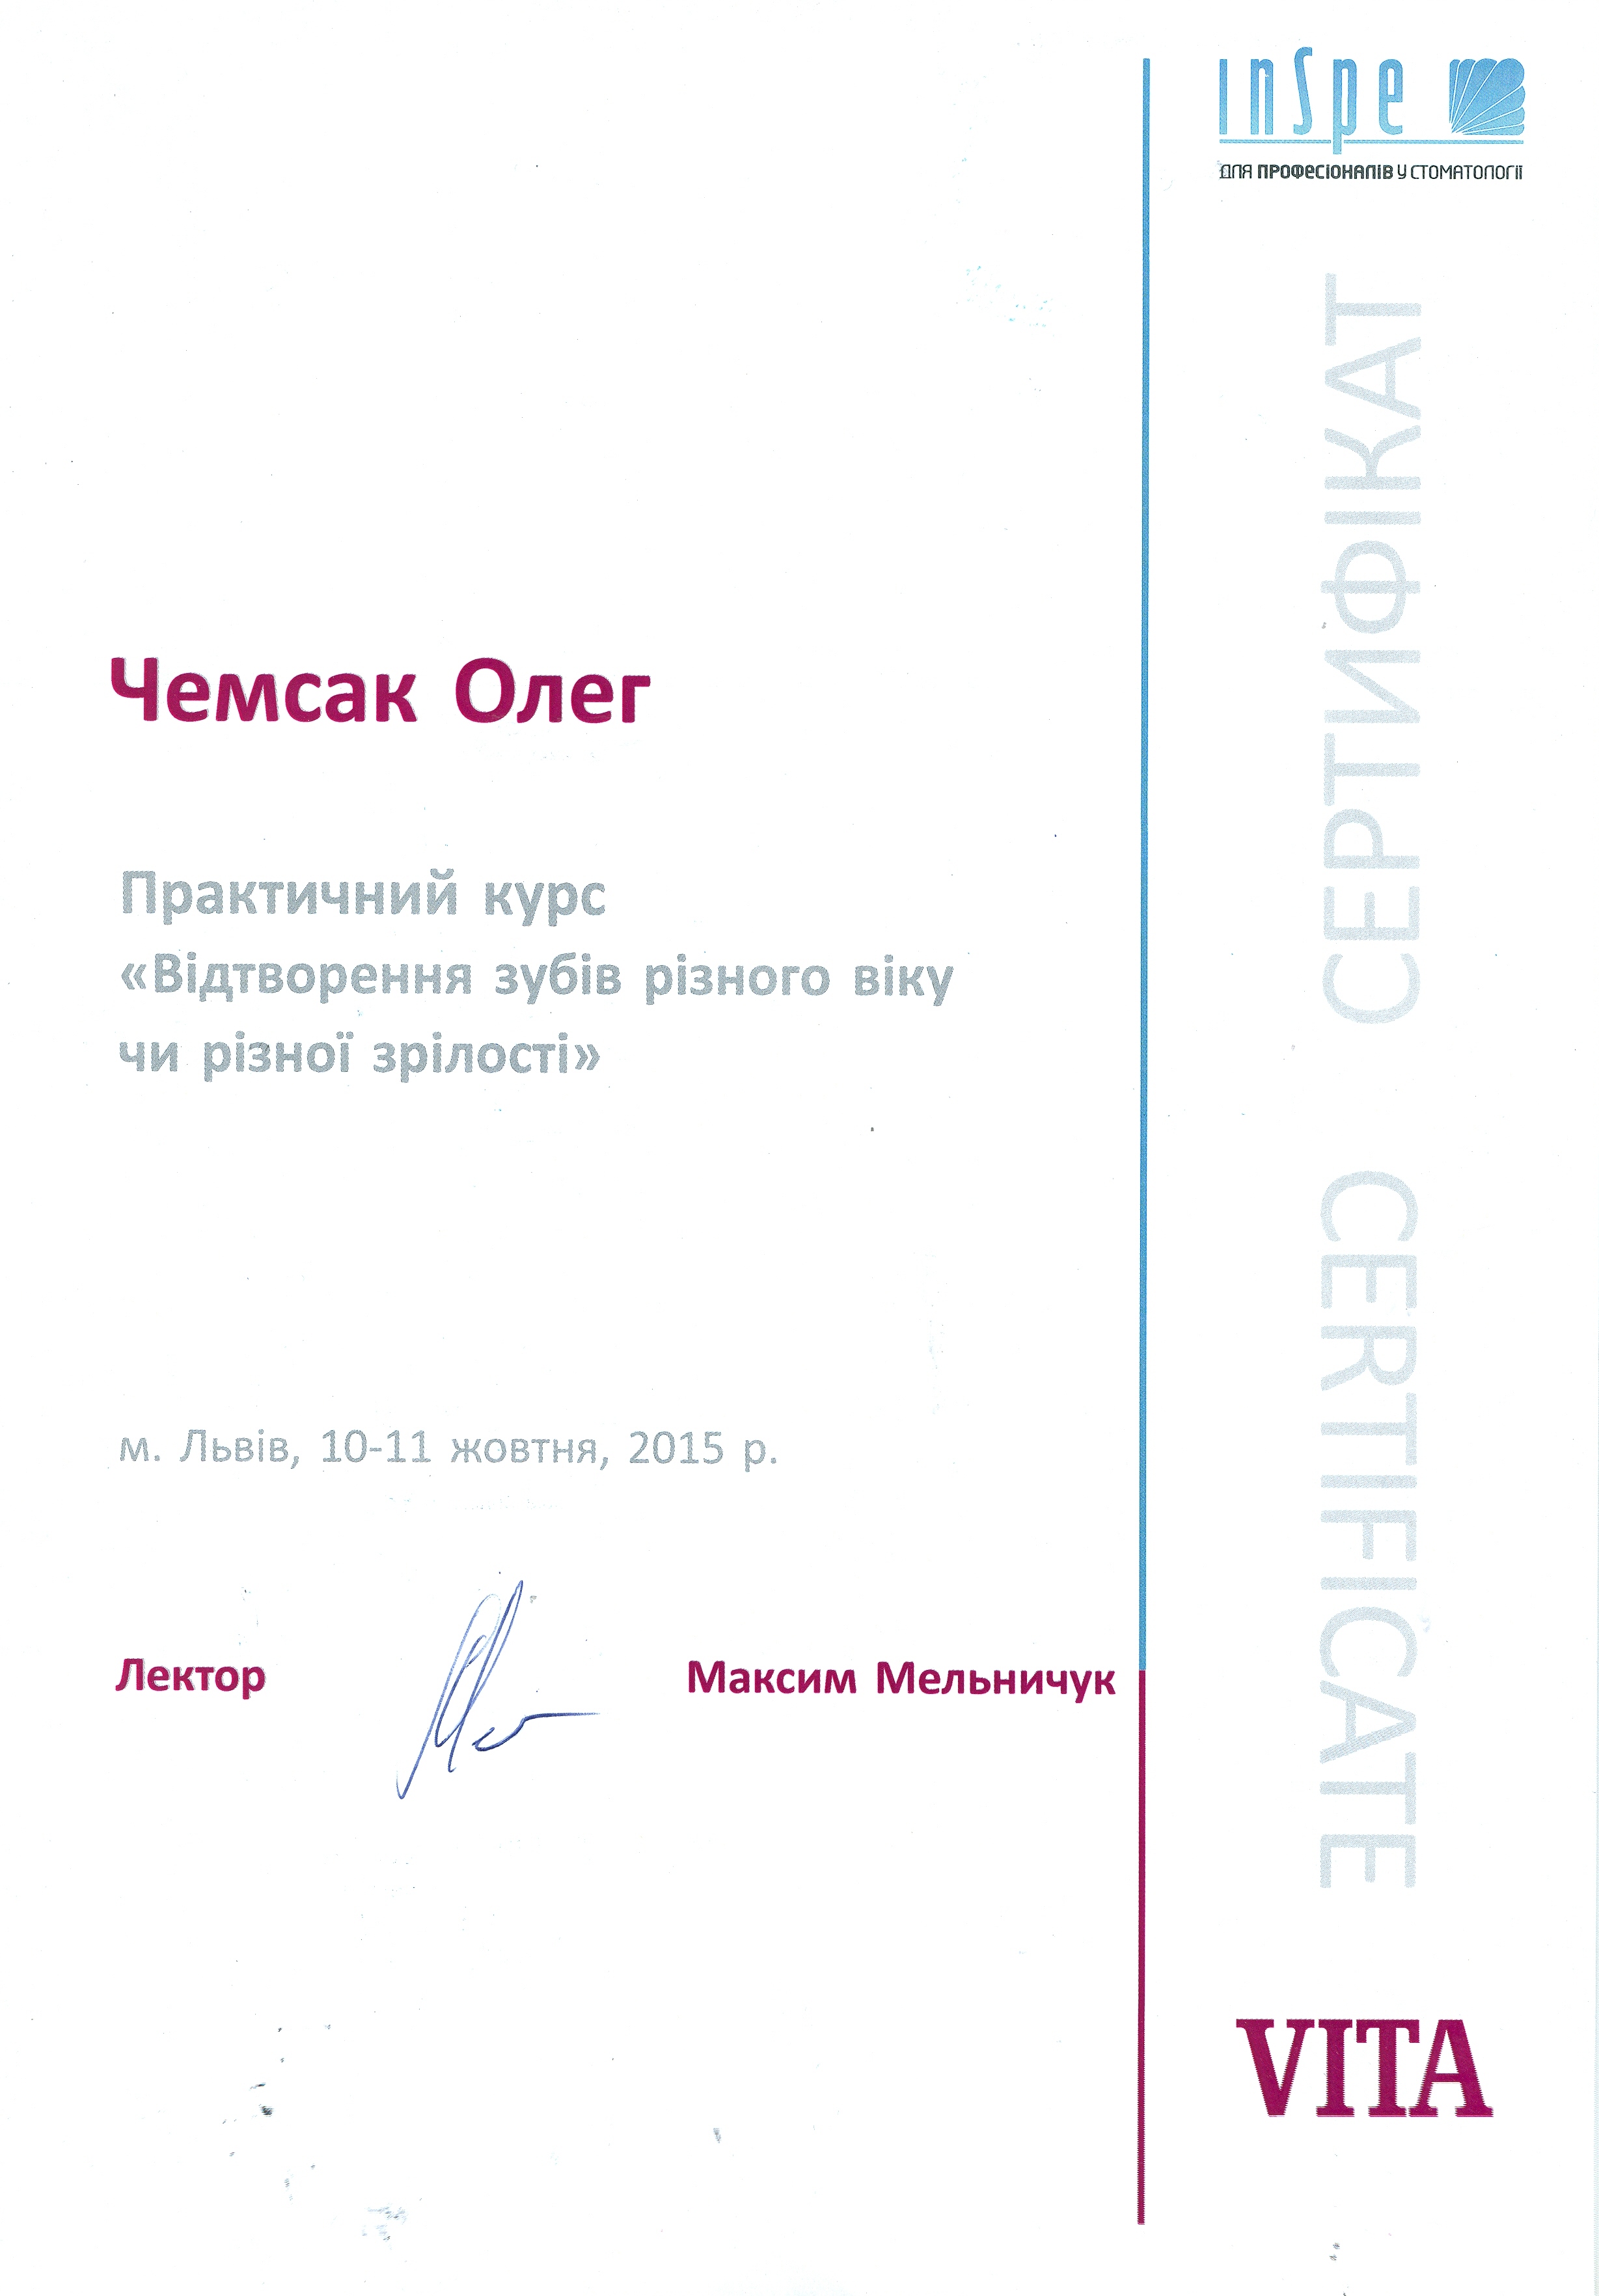 inSpe
ДЛЯ ПРОФЕСІОНАЛІВ У СТОМАТОЛОГІЇ
СЕРТИФІКАТ
CERTIFICATE
Чемсак Олег
Практичний курс
«Відтворення зубів різного віку
чи різної зрілості»
м. Львів, 10-11 жовтня, 2015 р.
Лектор
Максим Мельничук
VITA